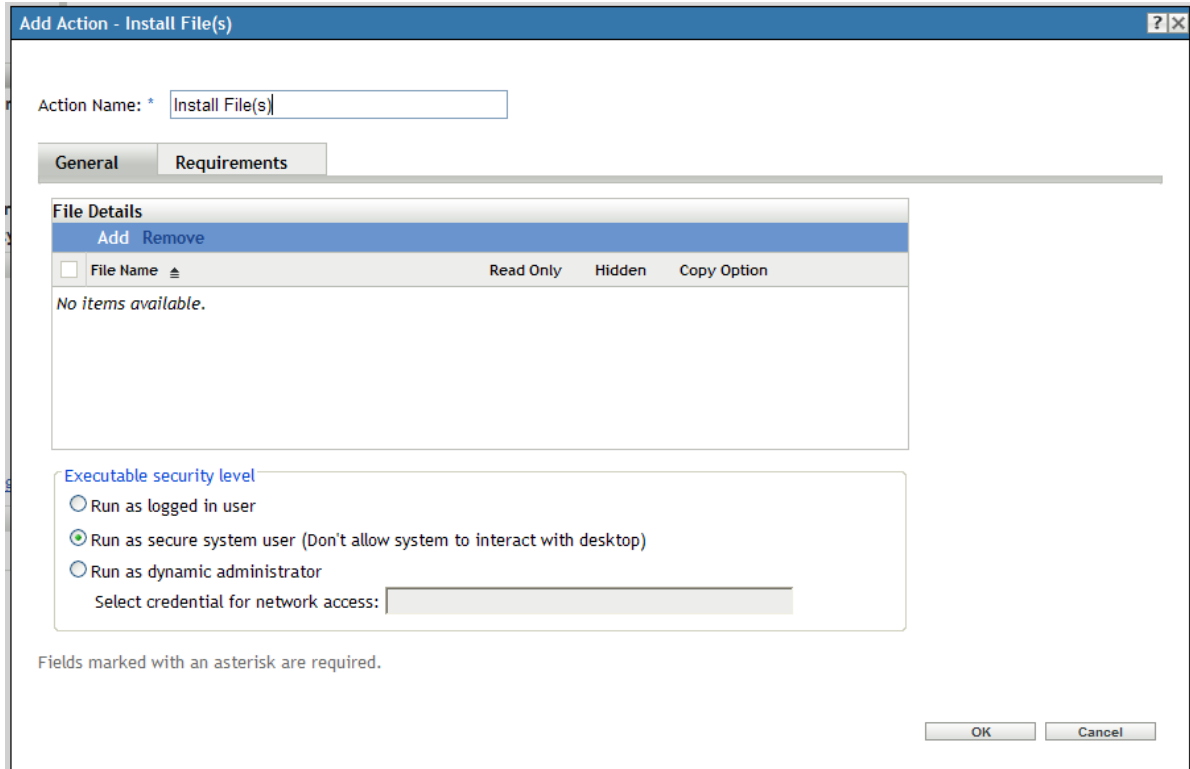 Add Action - Install File(s)
Action Name: * Install File(s)
General Requirements
File Details
Add Remove
File Name Read Only Hidden Copy Option
No items available.
Executable security level
Run as logged in user
Run as secure system user (Don't allow system to interact with desktop)
Run as dynamic administrator
Select credential for network access:
Fields marked with an asterisk are required.
OK Cancel